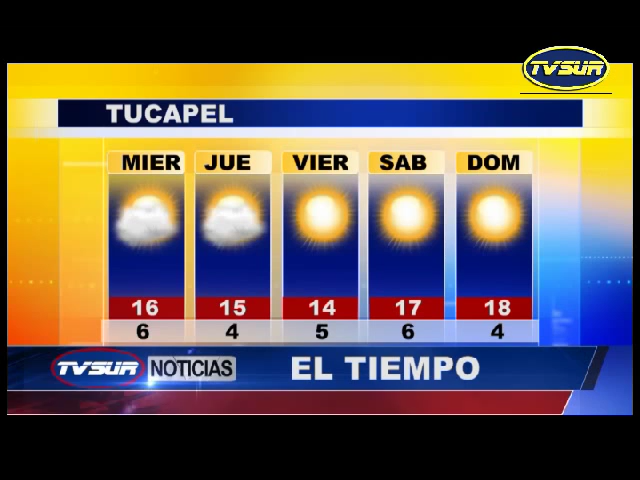 TVSUR
TUCAPEL
MIER JUE VIER SAB DOM
16 15 14 17 18
6 4 5 6 4
TVSUR NOTICIAS EL TIEMPO